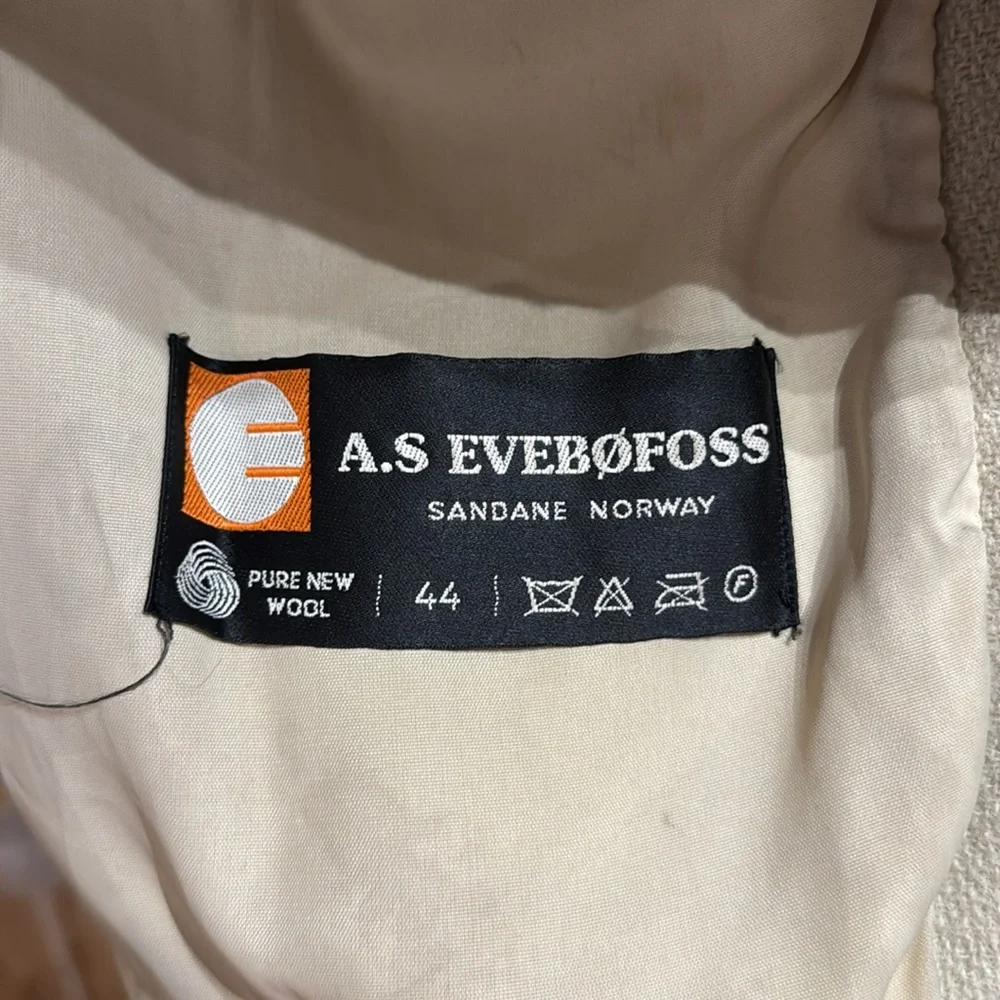 A.S EVEBØFOSS
SANDANE NORWAY
PURE NEW
WOOL
44
F